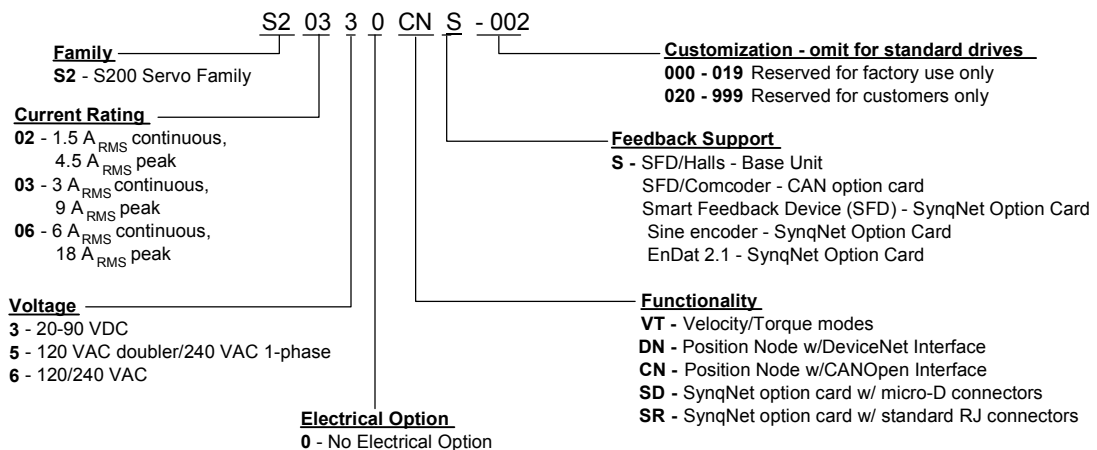 S2 03 3 0 CN S - 002
Family
S2 - S200 Servo Family
Current Rating
02 - 1.5 A RMS continuous,
4.5 A RMS peak
03 - 3 A RMS continuous,
9 A RMS peak
06 - 6 A RMS continuous,
18 A RMS peak
Voltage
3 - 20-90 VDC
5 - 120 VAC doubler/240 VAC 1-phase
6 - 120/240 VAC
Electrical Option
0 - No Electrical Option
Customization - omit for standard drives
000 - 019 Reserved for factory use only
020 - 999 Reserved for customers only
Feedback Support
S - SFD/Halls - Base Unit
SFD/Comcoder - CAN option card
Smart Feedback Device (SFD) - SynqNet Option Card
Sine encoder - SynqNet Option Card
EnDat 2.1 - SynqNet Option Card
Functionality
VT - Velocity/Torque modes
DN - Position Node w/DeviceNet Interface
CN - Position Node w/CANOpen Interface
SD - SynqNet option card w/ micro-D connectors
SR - SynqNet option card w/ standard RJ connectors